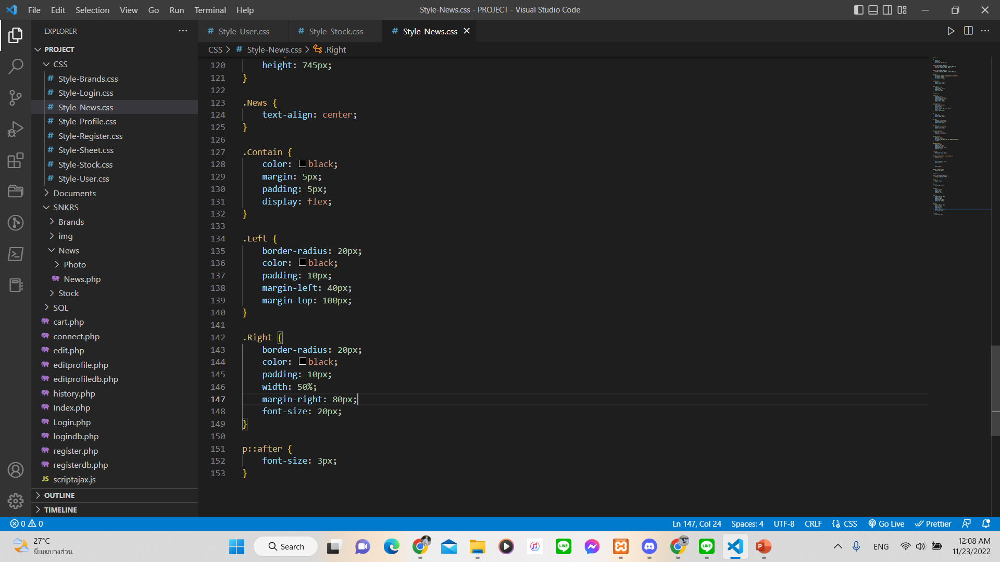 File Edit Selection View Go Run Terminal Help
Style-News.css - PROJECT - Visual Studio Code
EXPLORER
PROJECT
CSS
# Style-Brands.css
# Style-Login.css
# Style-News.css
# Style-Profile.css
# Style-Register.css
# Style-Sheet.css
# Style-Stock.css
# Style-User.css
Documents
SNKRS
Brands
img
News
Photo
News.php
Stock
SQL
cart.php
connect.php
edit.php
editprofile.php
editprofiledb.php
history.php
Index.php
Login.php
logindb.php
register.php
registerdb.php
JS scriptajax.js
OUTLINE
TIMELINE
# Style-User.css # Style-Stock.css # Style-News.css
CSS > # Style-News.css > .Right
120 height: 745px;
121 }
122
123 .News {
124 text-align: center;
125 }
126
127 .Contain {
128 color: black;
129 margin: 5px;
130 padding: 5px;
131 display: flex;
132 }
133
134 .Left {
135 border-radius: 20px;
136 color: black;
137 padding: 10px;
138 margin-left: 40px;
139 margin-top: 100px;
140 }
141
142 .Right {
143 border-radius: 20px;
144 color: black;
145 padding: 10px;
146 width: 50%;
147 margin-right: 80px;
148 font-size: 20px;
149 }
150
151 p::after {
152 font-size: 3px;
153 }
0 0
Ln 147, Col 24 Spaces: 4 UTF-8 CRLF {} CSS Go Live Prettier
27°C
มีเมฆบางส่วน
Search
LINE
LINE
P
ENG
12:08 AM
11/23/2022